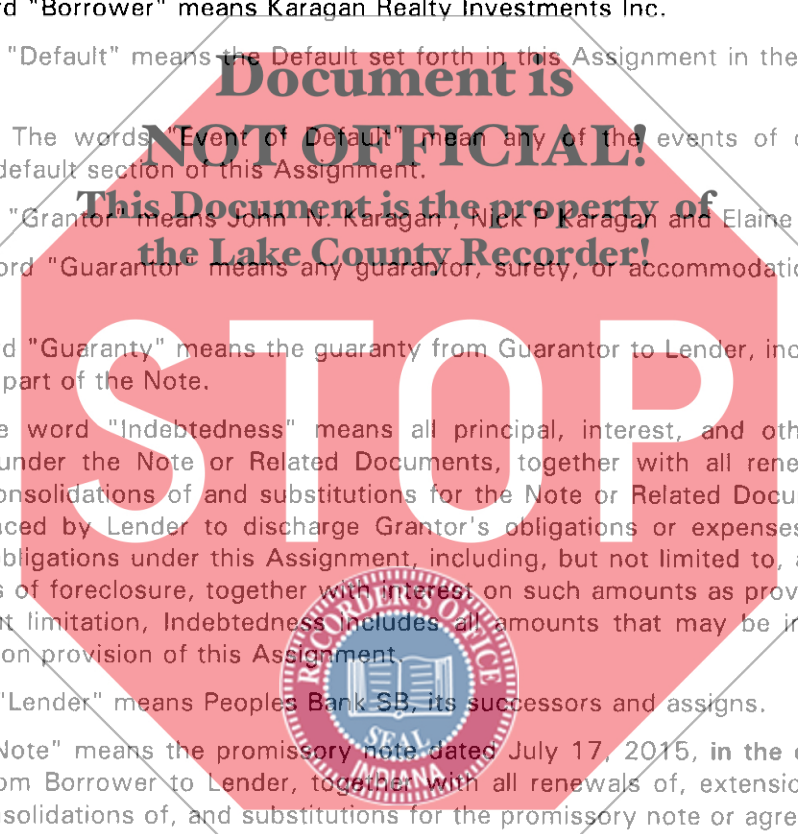 rd "Borrower" means Karagan Realty Investments Inc.
"Default" means the Default set forth in this Assignment in the
Document is
The words "Event of Default" mean any of the events of
NOT OFFICIAL!
default section of this Assignment.
This Document is the property of
"Grantor" means John N. Karagan , Nick P Karagan and Elaine
the Lake County Recorder!
ord "Guarantor" means any guarantor, surety, or accommodatio
d "Guaranty" means the guaranty from Guarantor to Lender, inc
part of the Note.
STOP
e word "Indebtedness" means all principal, interest, and oth
under the Note or Related Documents, together with all rene
onsolidations of and substitutions for the Note or Related Docu
ced by Lender to discharge Grantor's obligations or expenses
bligations under this Assignment, including, but not limited to,
s of foreclosure, together with interest on such amounts as prov
t limitation, Indebtedness includes all amounts that may be in
on provision of this Assignment
RECORDER'S OFFICE
SEAL
INDIANA
"Lender" means Peoples Bank SB, its successors and assigns.
Note" means the promissory note dated July 17, 2015, in the
om Borrower to Lender, together with all renewals of, extensio
nsolidations of, and substitutions for the promissory note or agre